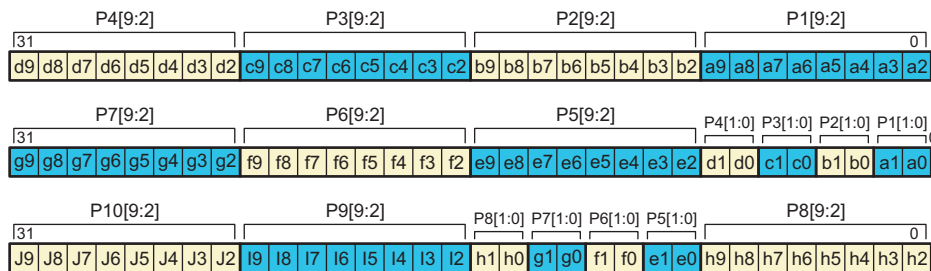 P4[9:2] P3[9:2] P2[9:2] P1[9:2]
31 0
d9 d8 d7 d6 d5 d4 d3 d2 c9 c8 c7 c6 c5 c4 c3 c2 b9 b8 b7 b6 b5 b4 b3 b2 a9 a8 a7 a6 a5 a4 a3 a2
P7[9:2] P6[9:2] P5[9:2] P4[1:0] P3[1:0] P2[1:0] P1[1:0]
31 0
g9 g8 g7 g6 g5 g4 g3 g2 f9 f8 f7 f6 f5 f4 f3 f2 e9 e8 e7 e6 e5 e4 e3 e2 d1 d0 c1 c0 b1 b0 a1 a0
P10[9:2] P9[9:2] P8[1:0] P7[1:0] P6[1:0] P5[1:0] P8[9:2]
31 0
J9 J8 J7 J6 J5 J4 J3 J2 I9 I8 I7 I6 I5 I4 I3 I2 h1 h0 g1 g0 f1 f0 e1 e0 h9 h8 h7 h6 h5 h4 h3 h2